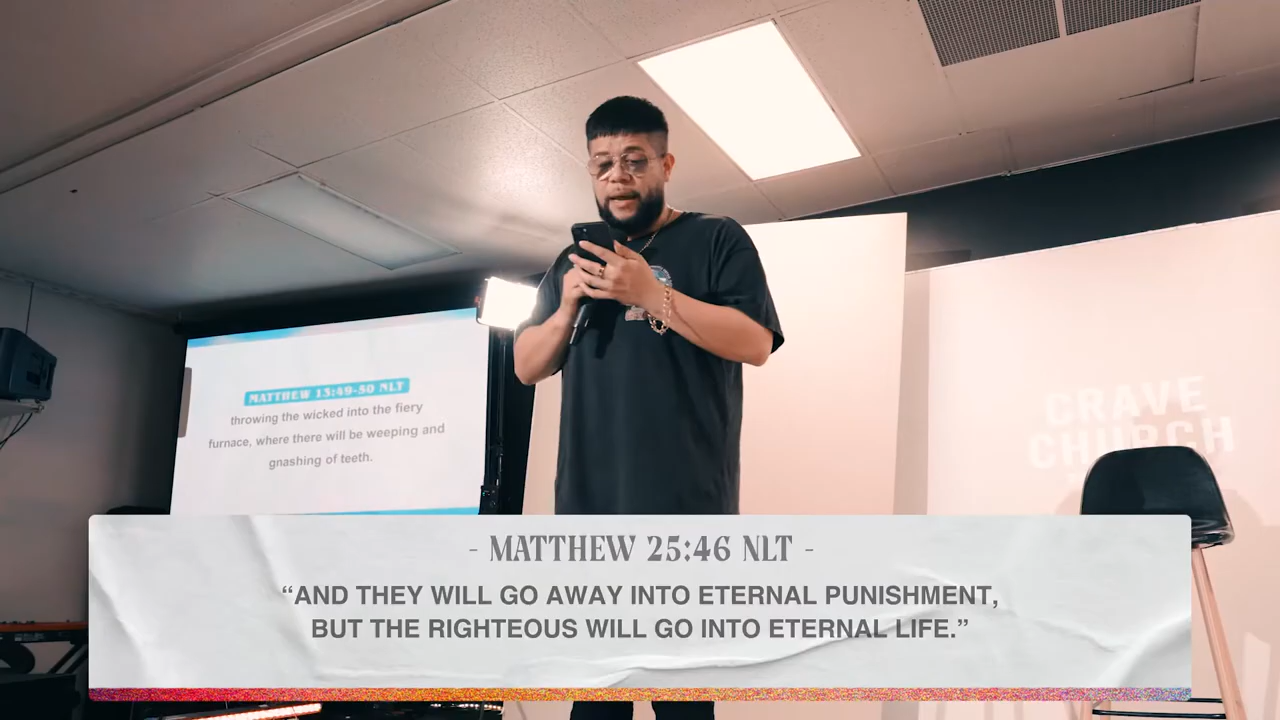 MATTHEW 13:49-50 NLT
throwing the wicked into the fiery
furnace, where there will be weeping and
gnashing of teeth.
CRAVE
CHURCH
- MATTHEW 25:46 NLT -
“AND THEY WILL GO AWAY INTO ETERNAL PUNISHMENT,
BUT THE RIGHTEOUS WILL GO INTO ETERNAL LIFE.”